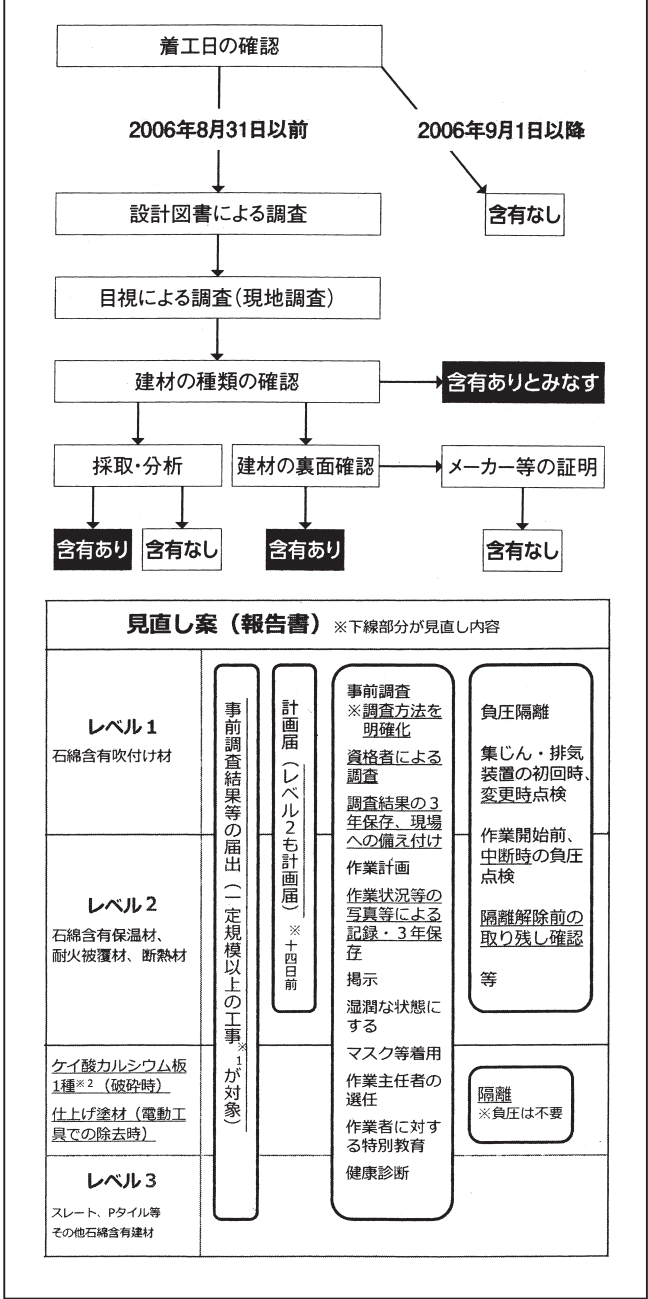 着工日の確認
2006年8月31日以前
2006年9月1日以降
設計図書による調査
含有なし
目視による調査(現地調査)
建材の種類の確認
含有ありとみなす
採取・分析
建材の裏面確認
メーカー等の証明
含有あり
含有なし
含有あり
含有なし
見直し案（報告書）※下線部分が見直し内容
レベル１
石綿含有吹付け材
レベル２
石綿含有保温材、
耐火被覆材、断熱材
ケイ酸カルシウム板
1種※２（破砕時）
仕上げ塗材（電動工
具での除去時）
レベル３
スレート、Pタイル等
その他石綿含有建材
事前調査結果等の届出（一定規模以上の工事※1が対象）
計画届（レベル２も計画届）※十四日前
事前調査
※調査方法を
明確化
資格者による
調査
調査結果の３
年保存、現場
への備え付け
作業計画
作業状況等の
写真等による
記録・３年保
存
掲示
湿潤な状態に
する
マスク等着用
作業主任者の
選任
作業者に対す
る特別教育
健康診断
負圧隔離
集じん・排気
装置の初回時、
変更時点検
作業開始前、
中断時の負圧
点検
隔離解除前の
取り残し確認
等
隔離
※負圧は不要